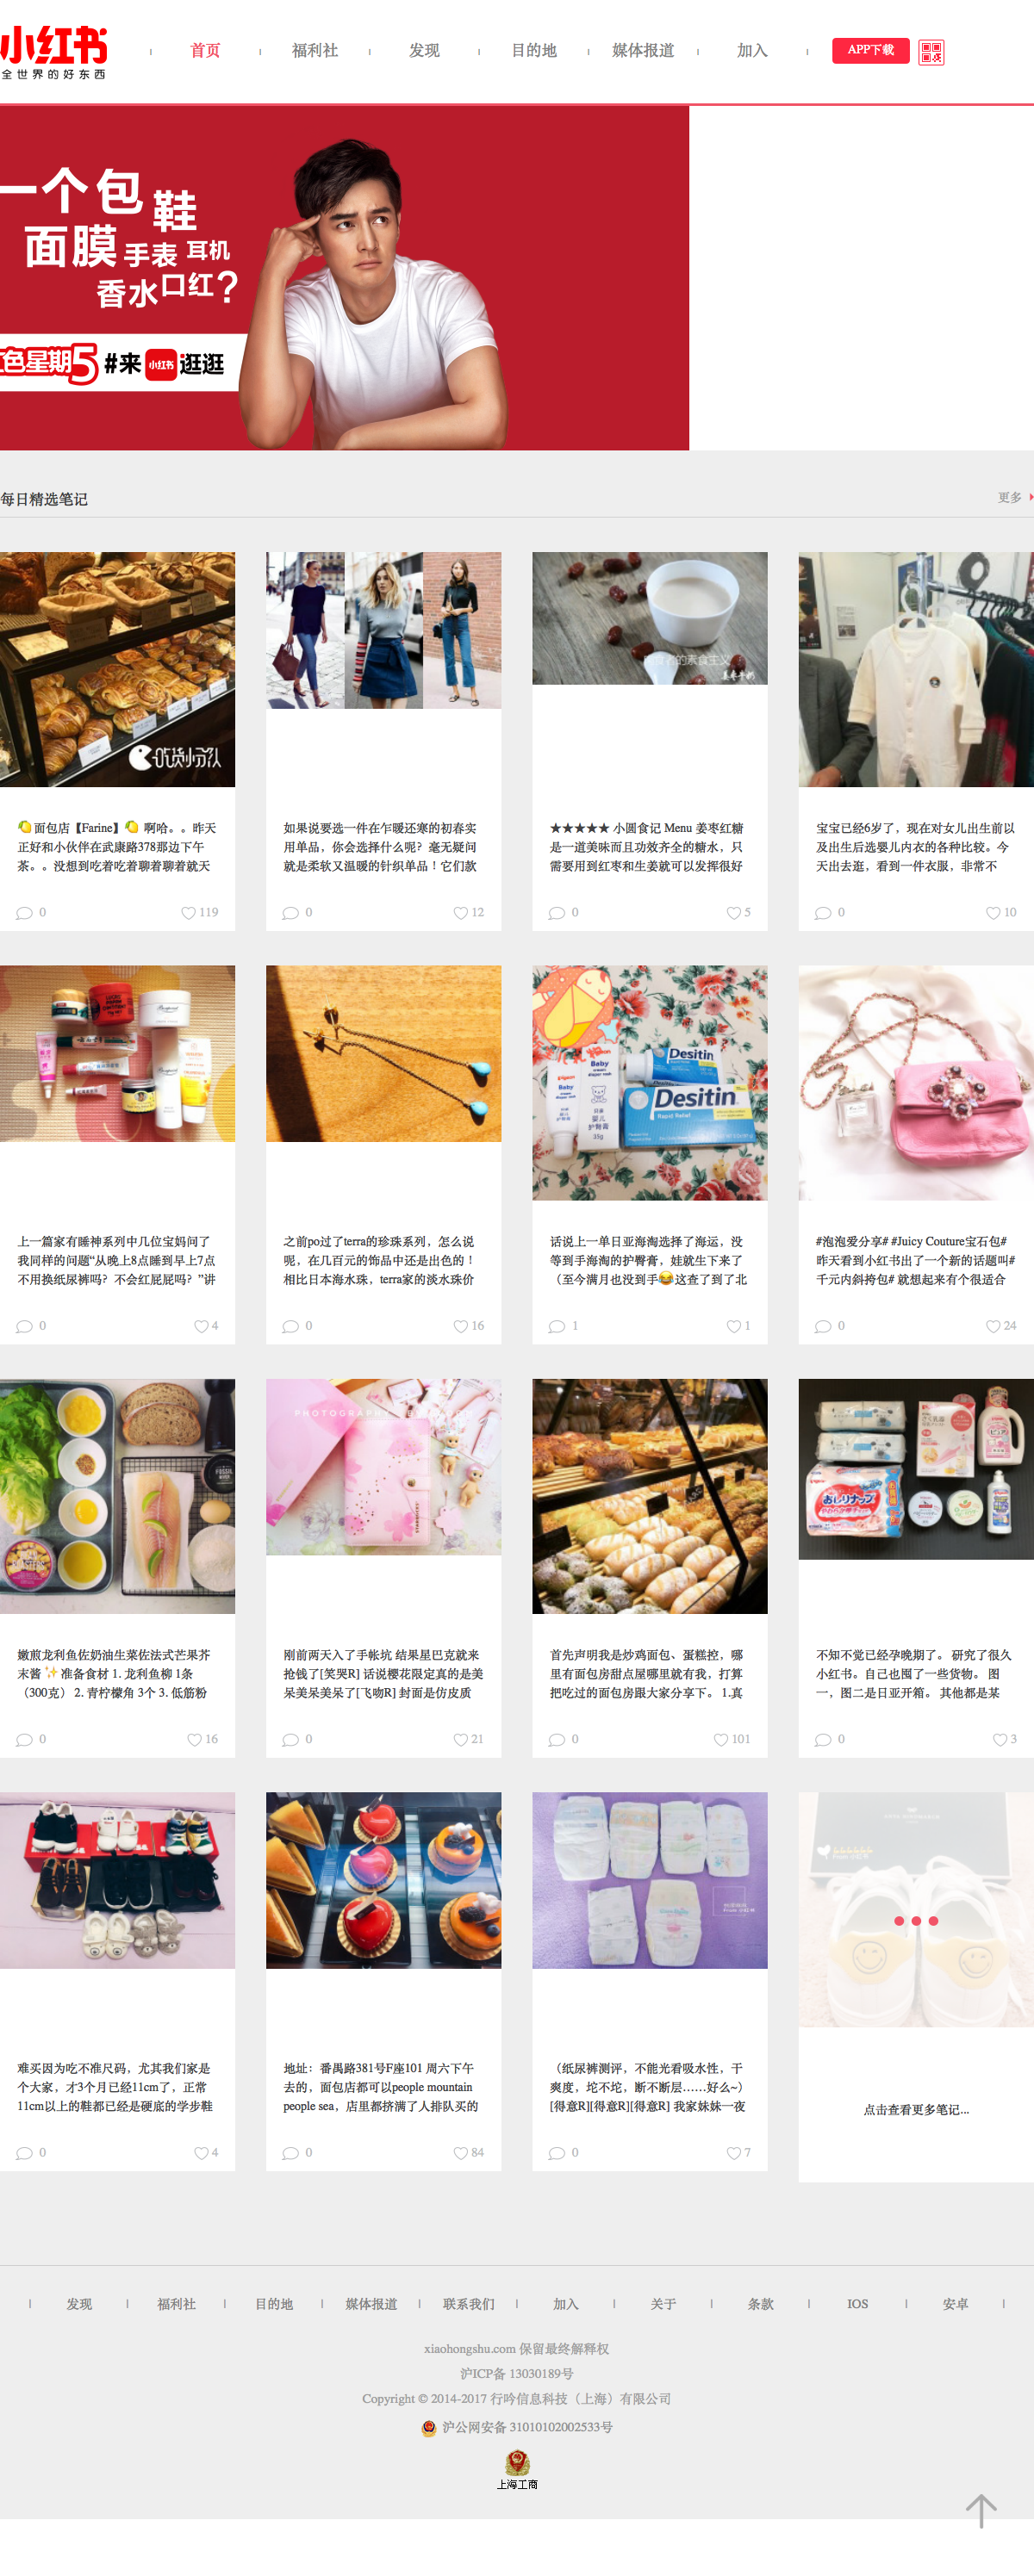 小红书
全世界的好东西
首页
福利社
发现
目的地
媒体报道
加入
APP下载
一个包 鞋
面膜 手表 耳机
香水 口红?
色星期5 #来 小红书 逛逛
每日精选笔记
更多
吃货小分队
姜枣牛奶
🍋面包店【Farine】🍋 啊哈。。昨天
正好和小伙伴在武康路378那边下午
茶。。没想到吃着吃着聊着聊着就天
0
119
如果说要选一件在乍暖还寒的初春实
用单品，你会选择什么呢？毫无疑问
就是柔软又温暖的针织单品！它们款
0
12
★★★★★ 小圆食记 Menu 姜枣红糖
是一道美味而且功效齐全的糖水，只
需要用到红枣和生姜就可以发挥很好
0
5
宝宝已经6岁了，现在对女儿出生前以
及出生后选婴儿内衣的各种比较。今
天出去逛，看到一件衣服，非常不
0
10
Baby
Desitin
Baby
Desitin
Rapid Relief
婴儿
护臀膏
35g
上一篇家有睡神系列中几位宝妈问了
我同样的问题“从晚上8点睡到早上7点
不用换纸尿裤吗？不会红屁屁吗？”讲
0
4
之前po过了terra的珍珠系列，怎么说
呢，在几百元的饰品中还是出色的！
相比日本海水珠，terra家的淡水珠价
0
16
话说上一单日亚海淘选择了海运，没
等到手海淘的护臀膏，娃就生下来了
（至今满月也没到手😂这查了到了北
1
1
#泡泡爱分享# #Juicy Couture宝石包#
昨天看到小红书出了一个新的话题叫#
千元内斜挎包# 就想起来有个很适合
0
24
PHOTOGRAPH
おしりナップ
嫩煎龙利鱼佐奶油生菜佐法式芒果芥
末酱✨准备食材 1. 龙利鱼柳 1条
（300克） 2. 青柠檬角 3个 3. 低筋粉
0
16
刚前两天入了手帐坑 结果星巴克就来
抢钱了[笑哭R] 话说樱花限定真的是美
呆美呆美呆了[飞吻R] 封面是仿皮质
0
21
首先声明我是炒鸡面包、蛋糕控，哪
里有面包房甜点屋哪里就有我，打算
把吃过的面包房跟大家分享下。 1.真
0
101
不知不觉已经孕晚期了。 研究了很久
小红书。自己也囤了一些货物。 图
一，图二是日亚开箱。 其他都是某
0
3
难买因为吃不准尺码，尤其我们家是
个大家，才3个月已经11cm了，正常
11cm以上的鞋都已经是硬底的学步鞋
0
4
地址：番禺路381号F座101 周六下午
去的，面包店都可以people mountain
people sea，店里都挤满了人排队买的
0
84
（纸尿裤测评，不能光看吸水性，干
爽度，坨不坨，断不断层……好么~）
[得意R][得意R][得意R] 我家妹妹一夜
0
7
点击查看更多笔记...
发现
福利社
目的地
媒体报道
联系我们
加入
关于
条款
IOS
安卓
xiaohongshu.com 保留最终解释权
沪ICP备 13030189号
Copyright © 2014-2017 行吟信息科技（上海）有限公司
沪公网安备 31010102002533号
上海工商